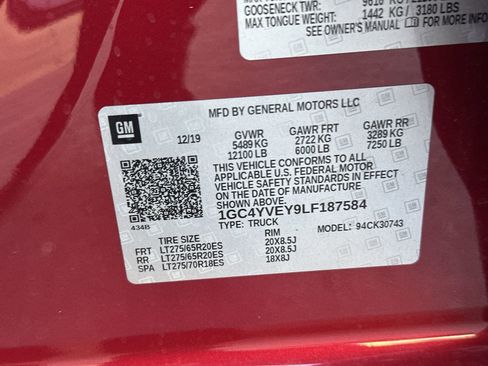 GOOSENECK TWR:
MAX TONGUE WEIGHT: 1442 KG / 3180 LBS
SEE OWNER'S MANUAL FOR MORE INFOR
MFD BY GENERAL MOTORS LLC
GM
12/19
GVWR GAWR FRT GAWR RR
5489 KG 2722 KG 3289 KG
12100 LB 6000 LB 7250 LB
THIS VEHICLE CONFORMS TO ALL
APPLICABLE U.S. FEDERAL MOTOR
VEHICLE SAFETY STANDARDS IN EFFECT
ON THE DATE OF MANUFACTURE
SHOWN ABOVE.
1GC4YVEY9LF187584
TYPE: TRUCK MODEL: 94CK30743
434B
TIRE SIZE RIM
FRT LT275/65R20ES 20X8.5J
RR LT275/65R20ES 20X8.5J
SPA LT275/70R18ES 18X8J